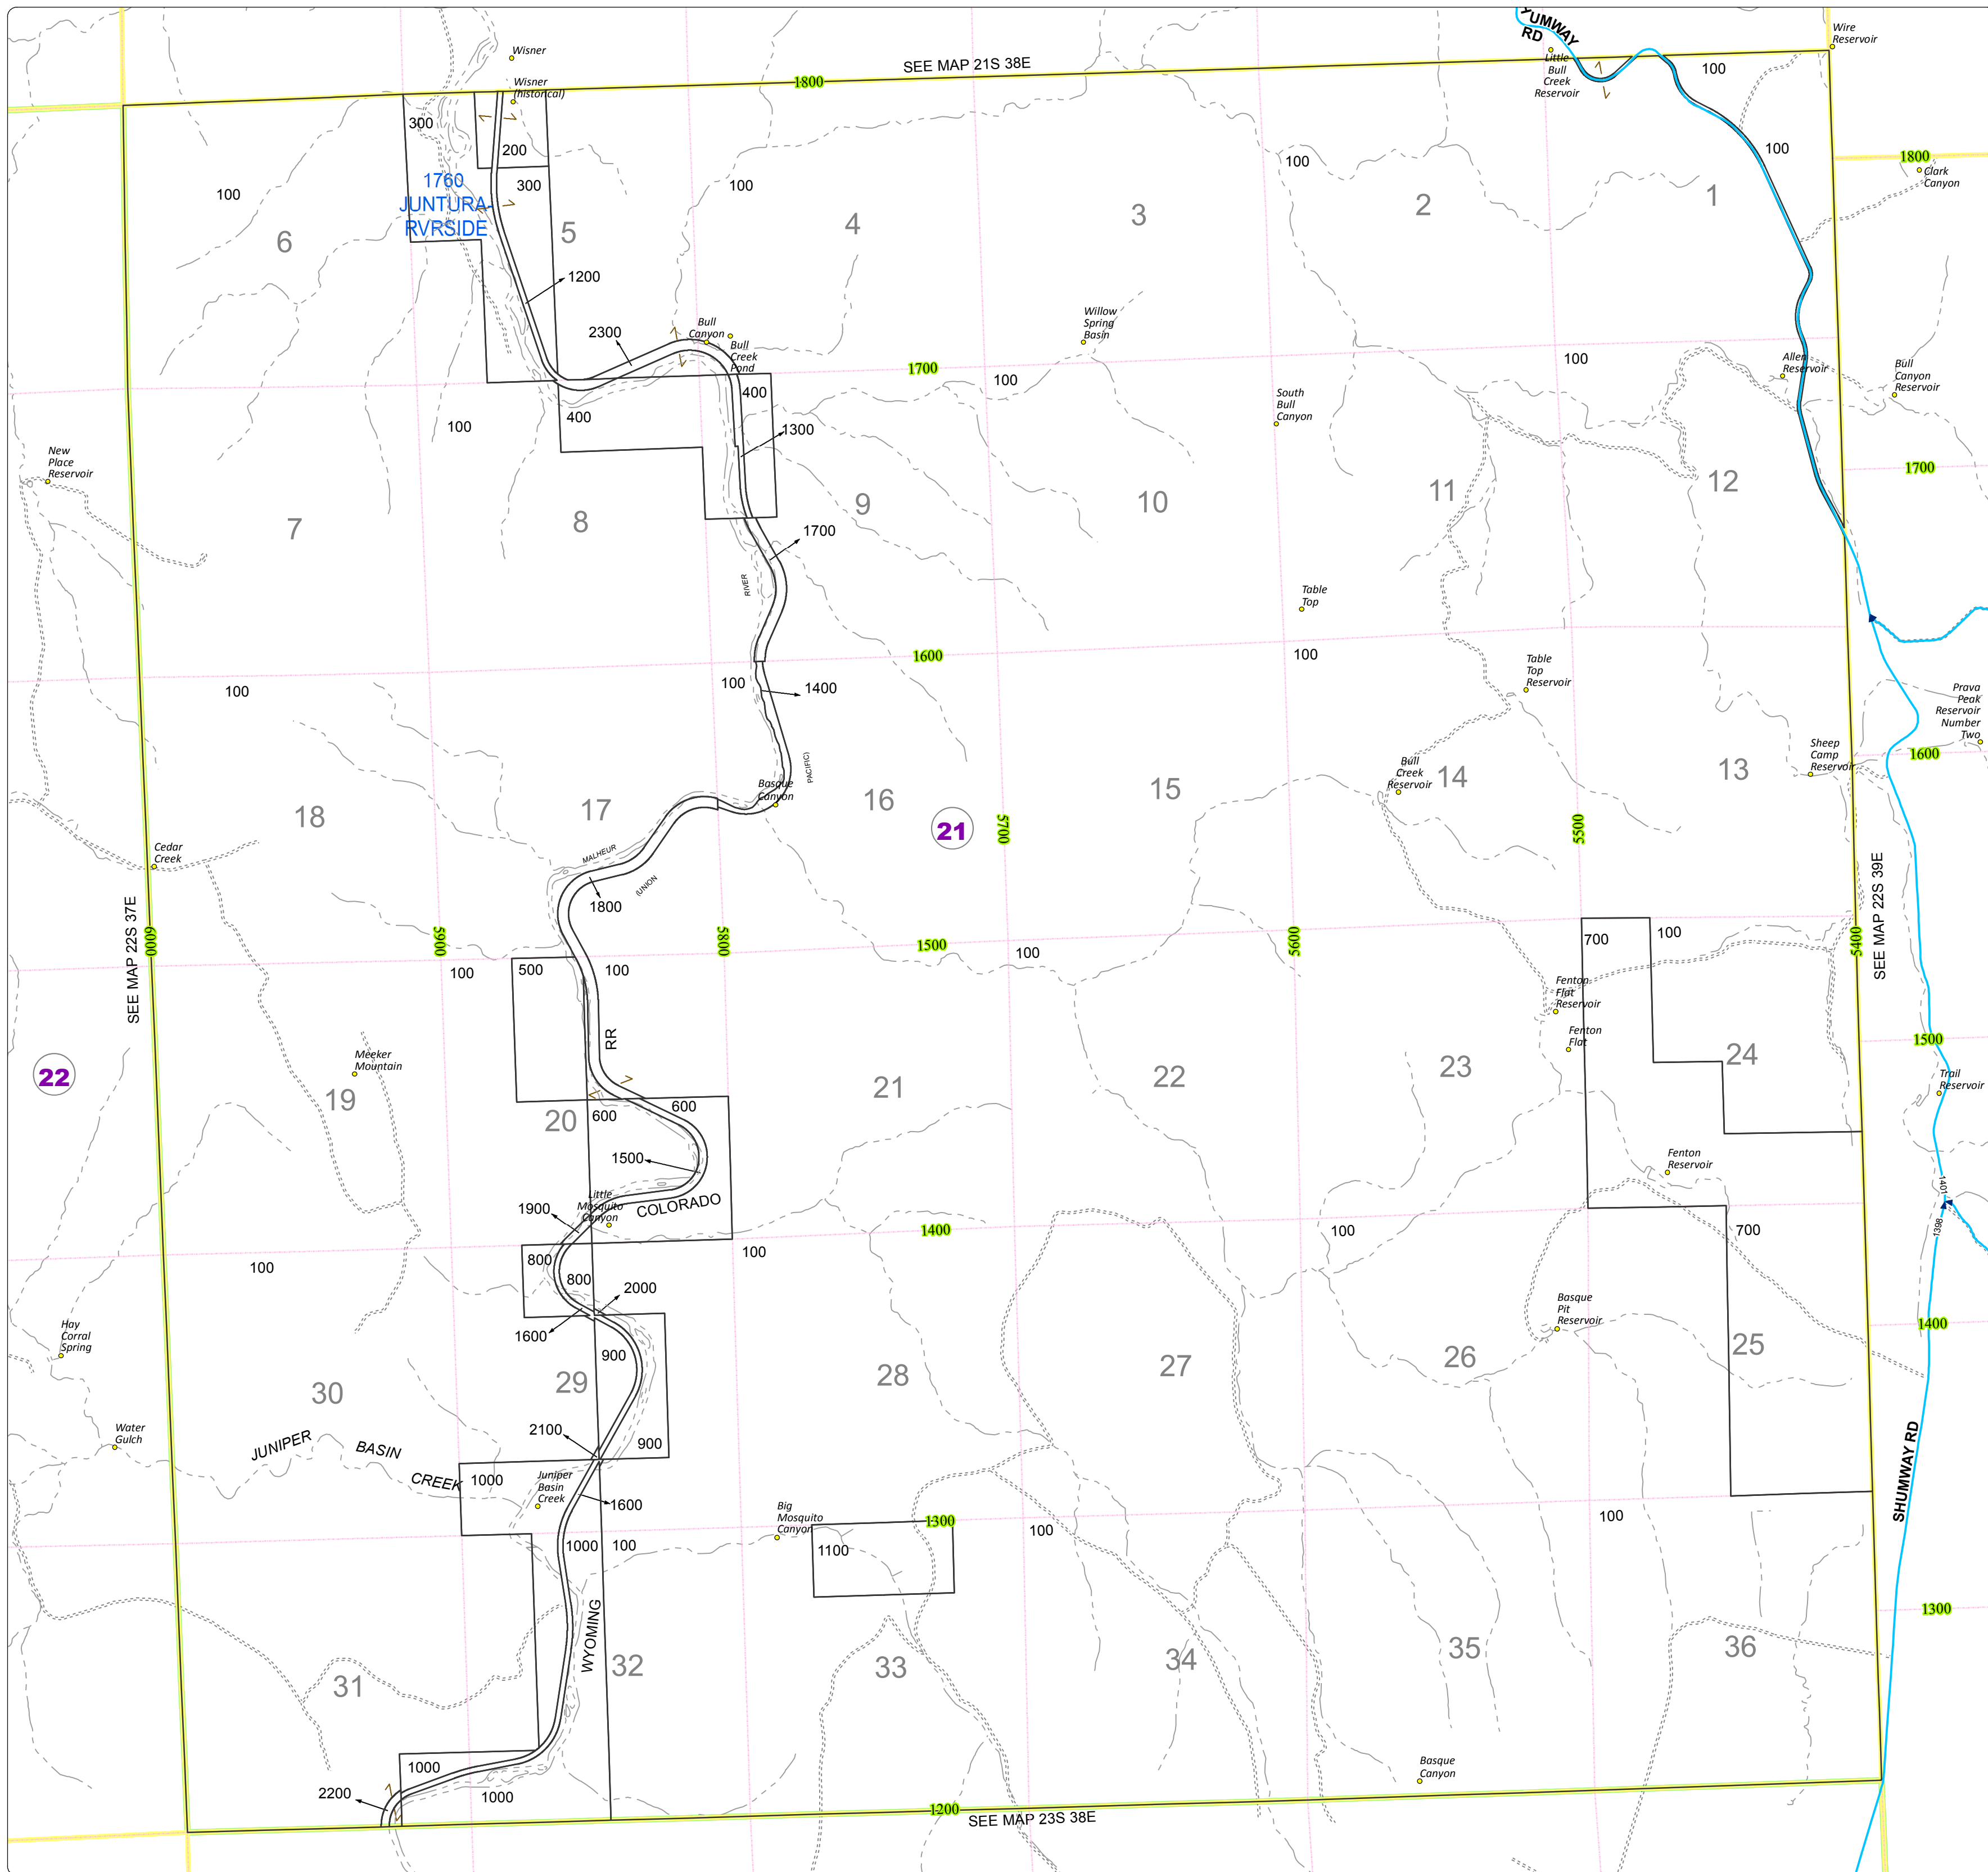 YUMWAY
RD
Wire
Reservoir
Wisner
SEE MAP 21S 38E
Little
Bull
Creek
Reservoir
100
1800
Wisner
(historical)
300
200
100
100
1800
Clark
Canyon
1760
JUNTURA-
RVRSIDE
300
100
100
6
5
4
3
2
1
1200
2300
Bull
Canyon
Bull
Creek
Pond
Willow
Spring
Basin
1700
100
100
Allen
Reservoir
Bull
Canyon
Reservoir
400
400
100
1300
South
Bull
Canyon
New
Place
Reservoir
1700
7
8
9
10
11
12
1700
RIVER
Table
Top
1600
100
100
100
1400
Table
Top
Reservoir
Prava
Peak
Reservoir
Number
Two
Sheep
Camp
Reservoir
1600
PACIFIC)
Basque
Canyon
Bull
Creek
Reservoir
18
17
16
15
14
13
21
5700
5500
Cedar
Creek
MALHEUR
(UNION
1800
SEE MAP 22S 37E
6000
5900
5800
1500
5600
5400
SEE MAP 22S 39E
100
500
100
100
700
100
Fenton
Flat
Reservoir
Fenton
Flat
RR
1500
22
Meeker
Mountain
19
20
21
22
23
24
Trail
Reservoir
600
600
1500
Fenton
Reservoir
1900
Little
Mosquito
Canyon
COLORADO
1401
1398
1400
100
100
100
700
800
800
2000
1600
Hay
Corral
Spring
Basque
Pit
Reservoir
1400
900
30
29
28
27
26
25
Water
Gulch
JUNIPER
BASIN
CREEK
2100
900
1000
Juniper
Basin
Creek
1600
SHUMWAY RD
Big
Mosquito
Canyon
1300
100
100
1000
100
1100
1300
WYOMING
31
32
33
34
35
36
1000
2200
1000
Basque
Canyon
1200
SEE MAP 23S 38E